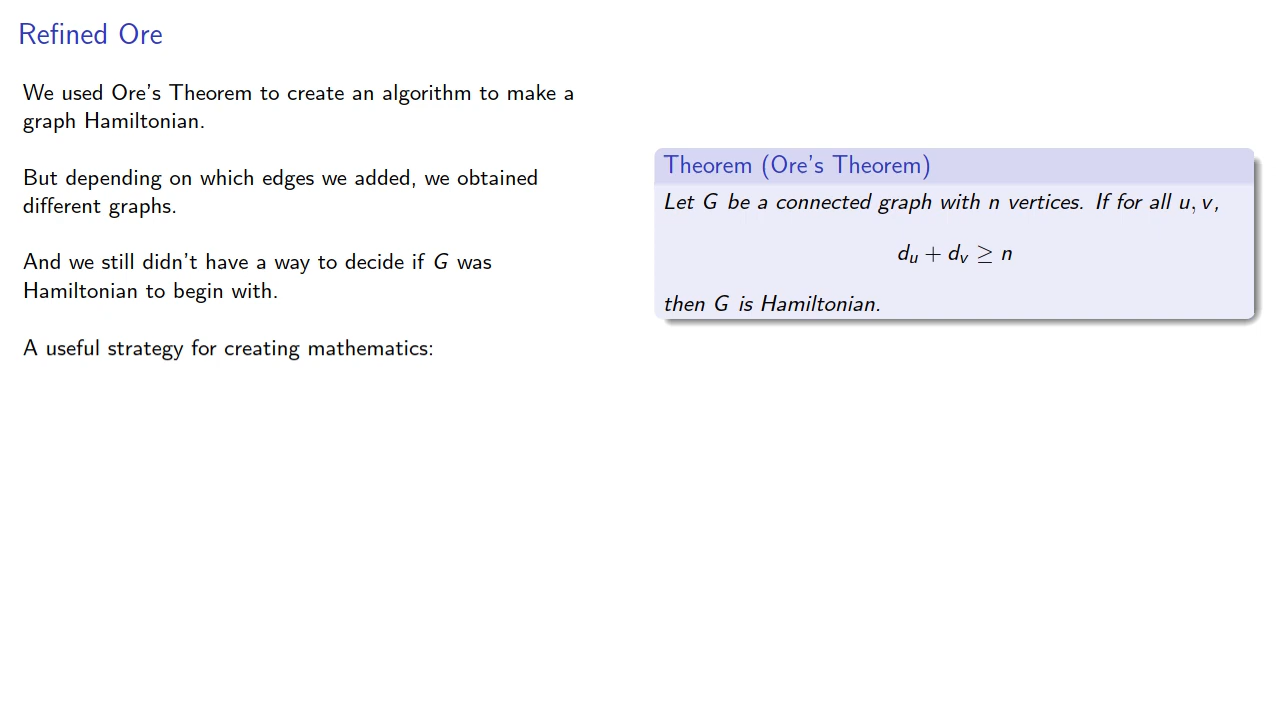 Refined Ore
We used Ore's Theorem to create an algorithm to make a
graph Hamiltonian.
But depending on which edges we added, we obtained
different graphs.
And we still didn't have a way to decide if G was
Hamiltonian to begin with.
A useful strategy for creating mathematics:
Theorem (Ore's Theorem)
Let G be a connected graph with n vertices. If for all u, v,
dᵤ + dᵥ ≥ n
then G is Hamiltonian.